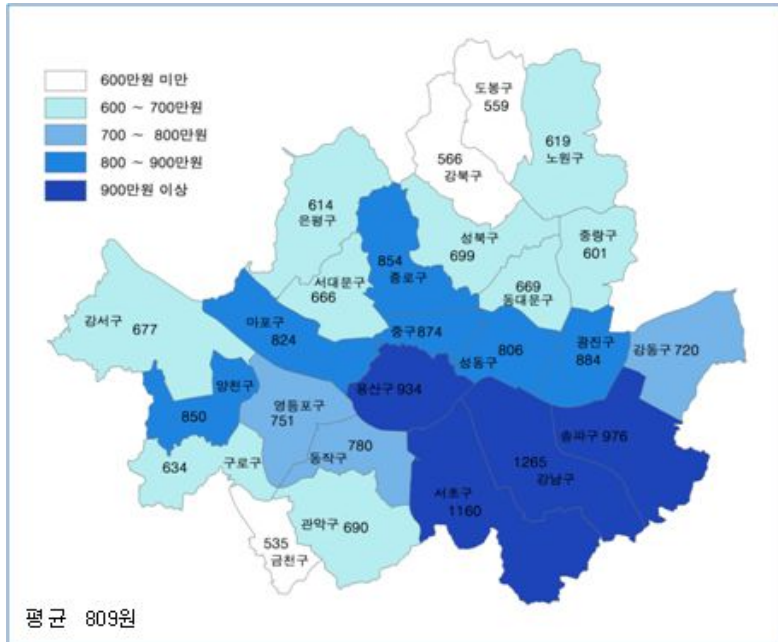 600만원 미만
600 ~ 700만원
700 ~ 800만원
800 ~ 900만원
900만원 이상
도봉구
559
619
노원구
566
강북구
614
은평구
성북구
699
중랑구
601
854
종로구
서대문구
666
669
동대문구
강서구
677
마포구
824
중구874
806
성동구
광진구
884
강동구 720
양천구
850
용산구 934
영등포구
751
송파구 976
780
동작구
634
구로구
1265
강남구
서초구
1160
관악구 690
535
금천구
평균 809원